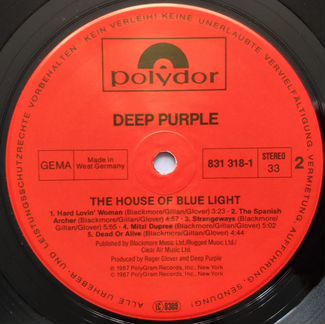 KEIN VERLEIH! KEINE UNERLAUBTE VERVIELFÄLTIGUNG, VERMIETUNG, AUFFÜHRUNG, SENDUNG!
ALLE URHEBER- UND LEISTUNGSSCHUTZRECHTE VORBEHALTEN
polydor
DEEP PURPLE
GEMA
Made in
West Germany
831 318-1
STEREO
33
2
THE HOUSE OF BLUE LIGHT
1. Hard Lovin' Woman (Blackmore/Gillan/Glover) 3:23 - 2. The Spanish
Archer (Blackmore/Gillan/Glover) 4:57 - 3. Strangeways (Blackmore/
Gillan/Glover) 5:55 - 4. Mitzi Dupree (Blackmore/Gillan/Glover) 5:02
5. Dead Or Alive (Blackmore/Gillan/Glover) 4:44
Published by Blackmore Music Ltd./Rugged Music Ltd./
Clear Air Music Ltd.
Produced by Roger Glover and Deep Purple
℗ 1987 PolyGram Records, Inc., New York
© 1987 PolyGram Records, Inc., New York
LC 0309